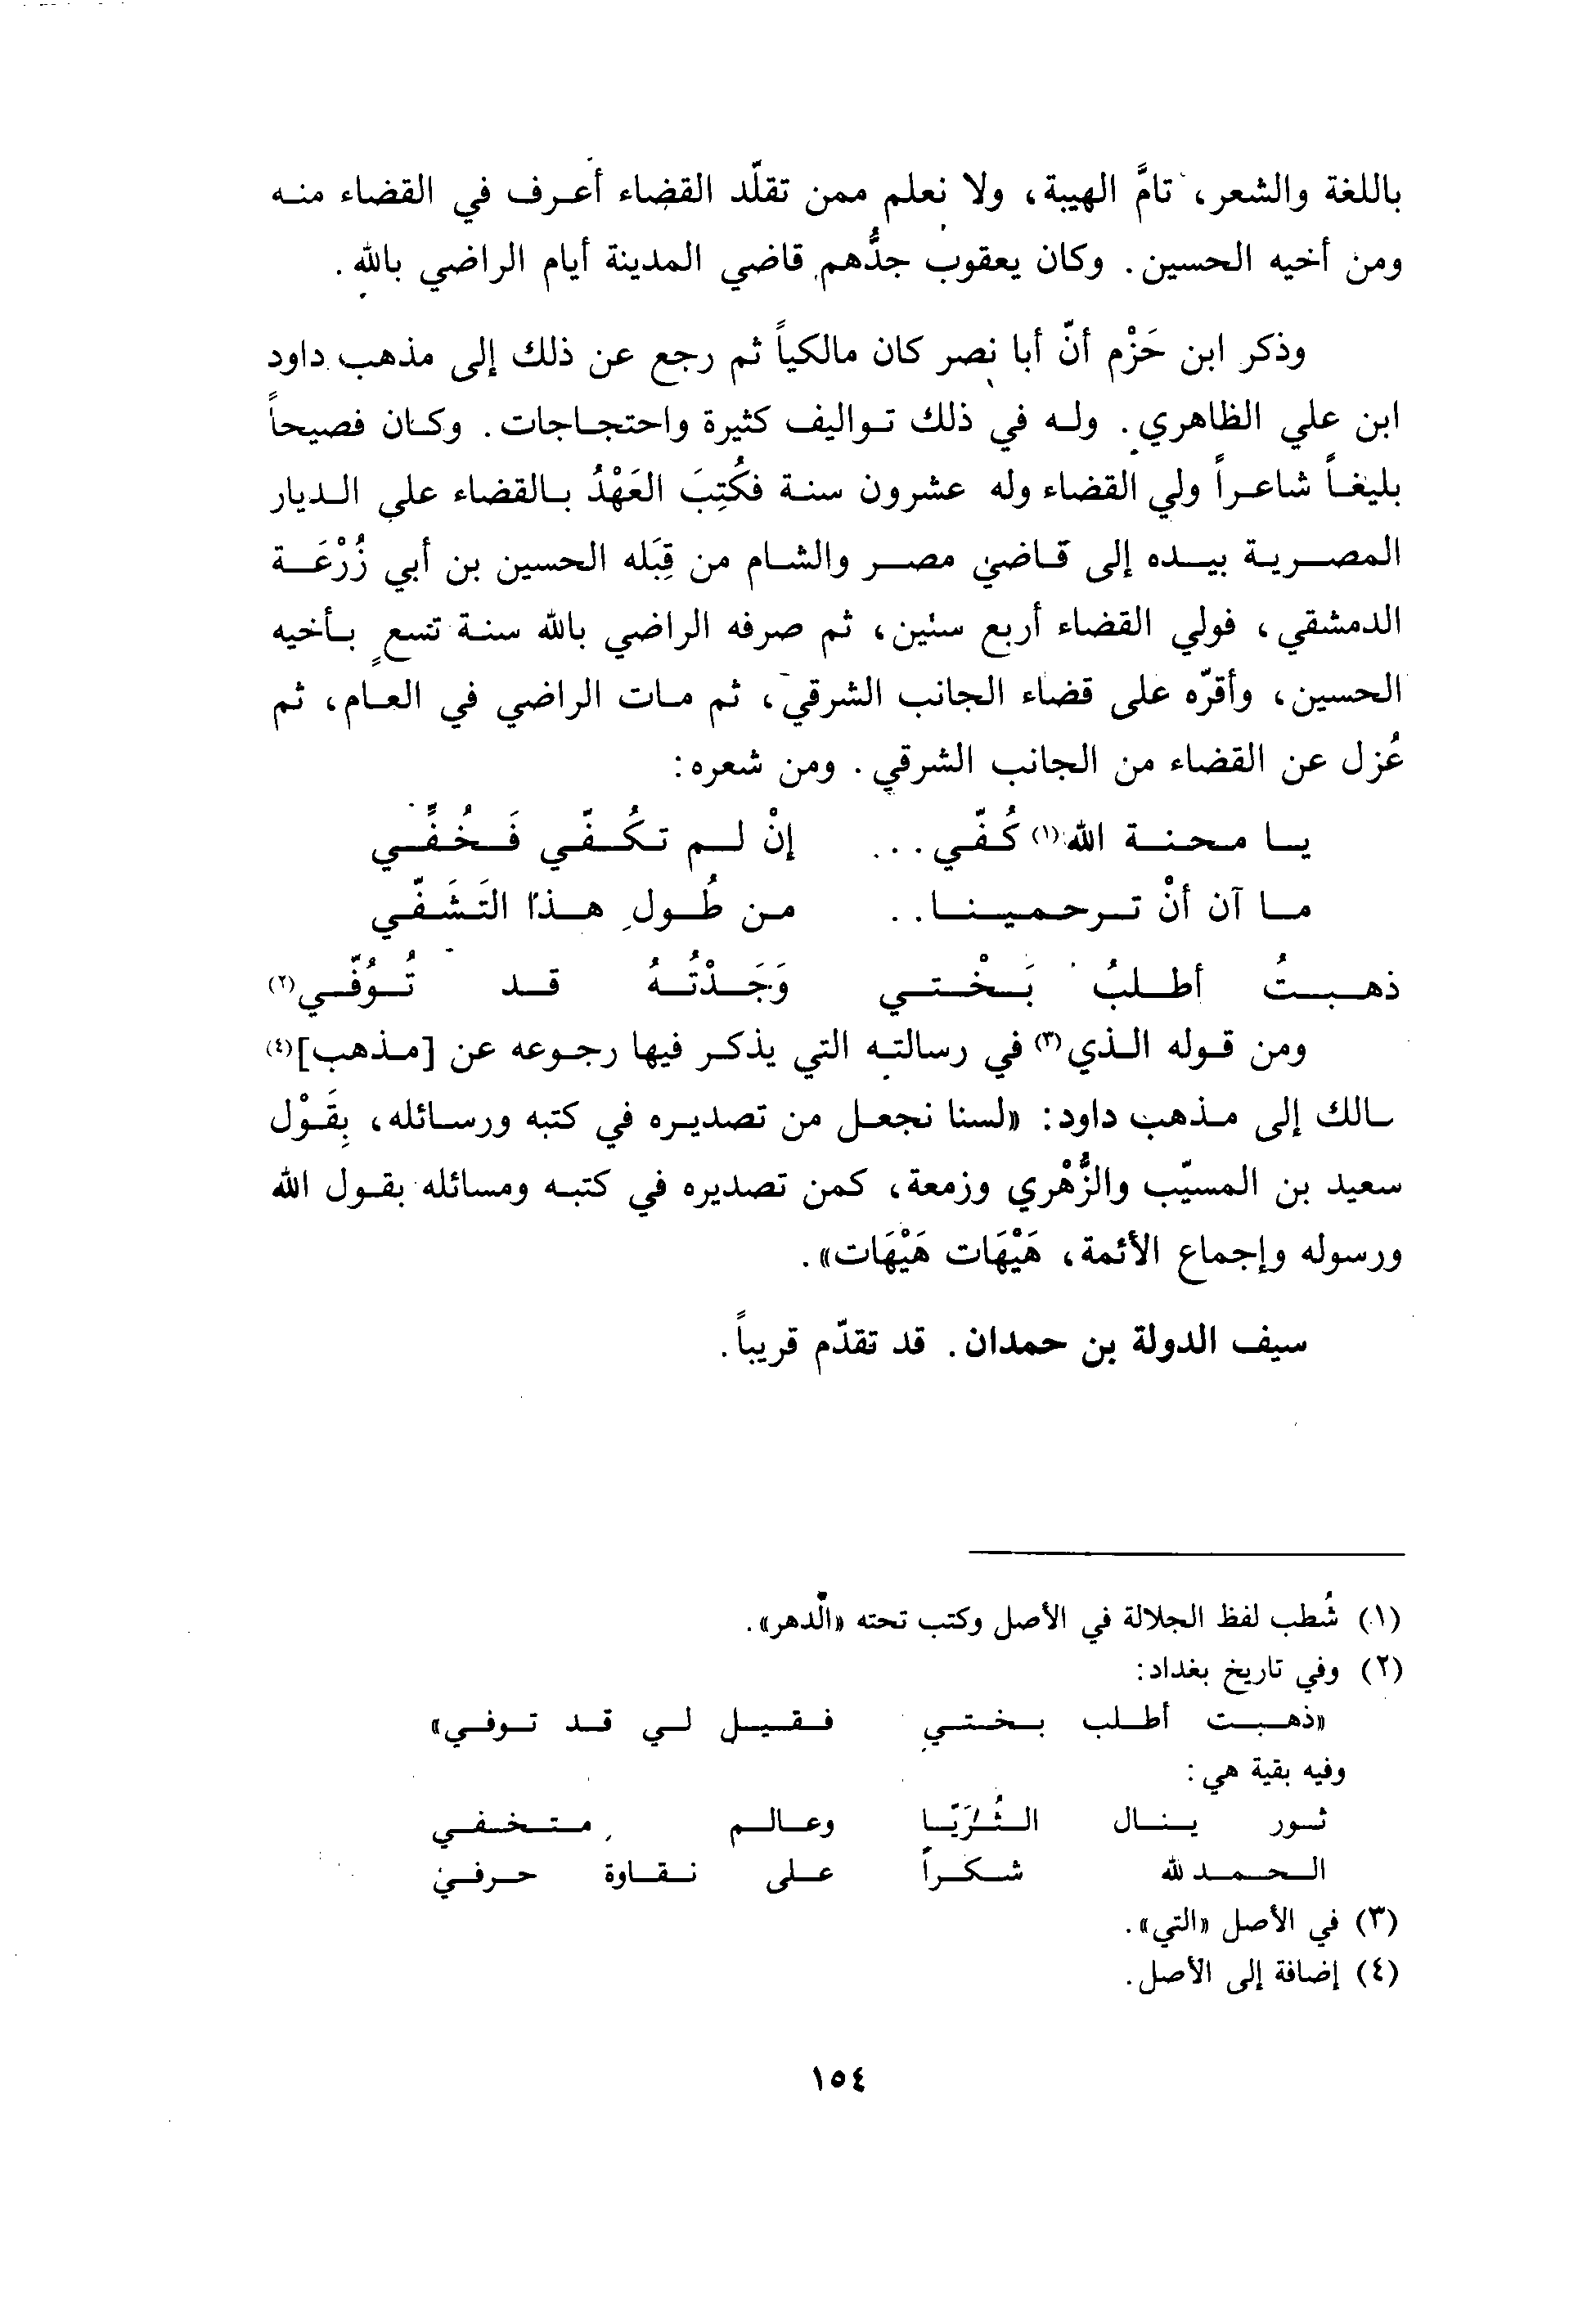 باللغة والشعر، تامَّ الهيبة، ولا نعلم ممن تقلّد القضاء أعرف في القضاء منه
ومن أخيه الحسين. وكان يعقوب جدُّهم قاضي المدينة أيام الراضي بالله.
وذكر ابن حَزْم أنّ أبا نصر كان مالكياً ثم رجع عن ذلك إلى مذهب داود
ابن علي الظاهري. وله في ذلك تواليف كثيرة واحتجاجات. وكان فصيحاً
بليغاً شاعراً ولي القضاء وله عشرون سنة فكُتِبَ العَهْدُ بالقضاء على الديار
المصرية بيده إلى قاضي مصر والشام من قِبَله الحسين بن أبي زُرْعَة
الدمشقي، فولي القضاء أربع سنين، ثم صرفه الراضي بالله سنة تسعٍ بأخيه
الحسين، وأقرّه على قضاء الجانب الشرقي، ثم مات الراضي في العام، ثم
عُزل عن القضاء من الجانب الشرقي. ومن شعره:
يا محنة الله(١) كُفّي... إنْ لم تكُفّي فَخُفِّي
ما آن أنْ ترحمينا.. من طُولِ هذا التَشَفّي
ذهبتُ أطلبُ بَخْتي وَجَدْتُهُ قد تُوُفّي(٢)
ومن قوله الذي(٣) في رسالته التي يذكر فيها رجوعه عن [مذهب](٤)
مالك إلى مذهب داود: «لسنا نجعل من تصديره في كتبه ورسائله، بِقَوْل
سعيد بن المسيّب والزُّهْري وزمعة، كمن تصديره في كتبه ومسائله بقول الله
ورسوله وإجماع الأئمة، هَيْهَات هَيْهَات».
سيف الدولة بن حمدان. قد تقدّم قريباً.
(١) شُطب لفظ الجلالة في الأصل وكتب تحته «الدهر».
(٢) وفي تاريخ بغداد:
«ذهبت أطلب بختي فقيل لي قد توفي»
وفيه بقية هي:
ثور ينال الثُرَيّا وعالم متخفي
الحمد لله شكراً على نقاوة حرفي
(٣) في الأصل «التي».
(٤) إضافة إلى الأصل.
١٥٤